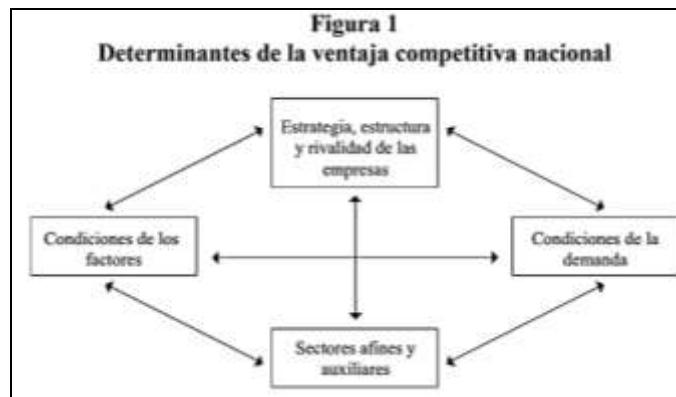 Figura 1
Determinantes de la ventaja competitiva nacional
Estrategia, estructura
y rivalidad de las
empresas
Condiciones de los
factores
Condiciones de la
demanda
Sectores afines y
auxiliares